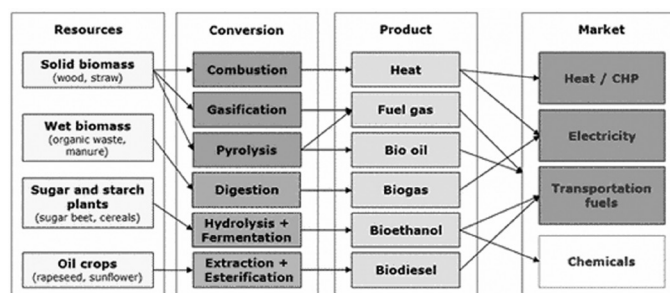 Resources
Conversion
Product
Market
Solid biomass
(wood, straw)
Wet biomass
(organic waste,
manure)
Sugar and starch
plants
(sugar beet, cereals)
Oil crops
(rapeseed, sunflower)
Combustion
Gasification
Pyrolysis
Digestion
Hydrolysis +
Fermentation
Extraction +
Esterification
Heat
Fuel gas
Bio oil
Biogas
Bioethanol
Biodiesel
Heat / CHP
Electricity
Transportation
fuels
Chemicals